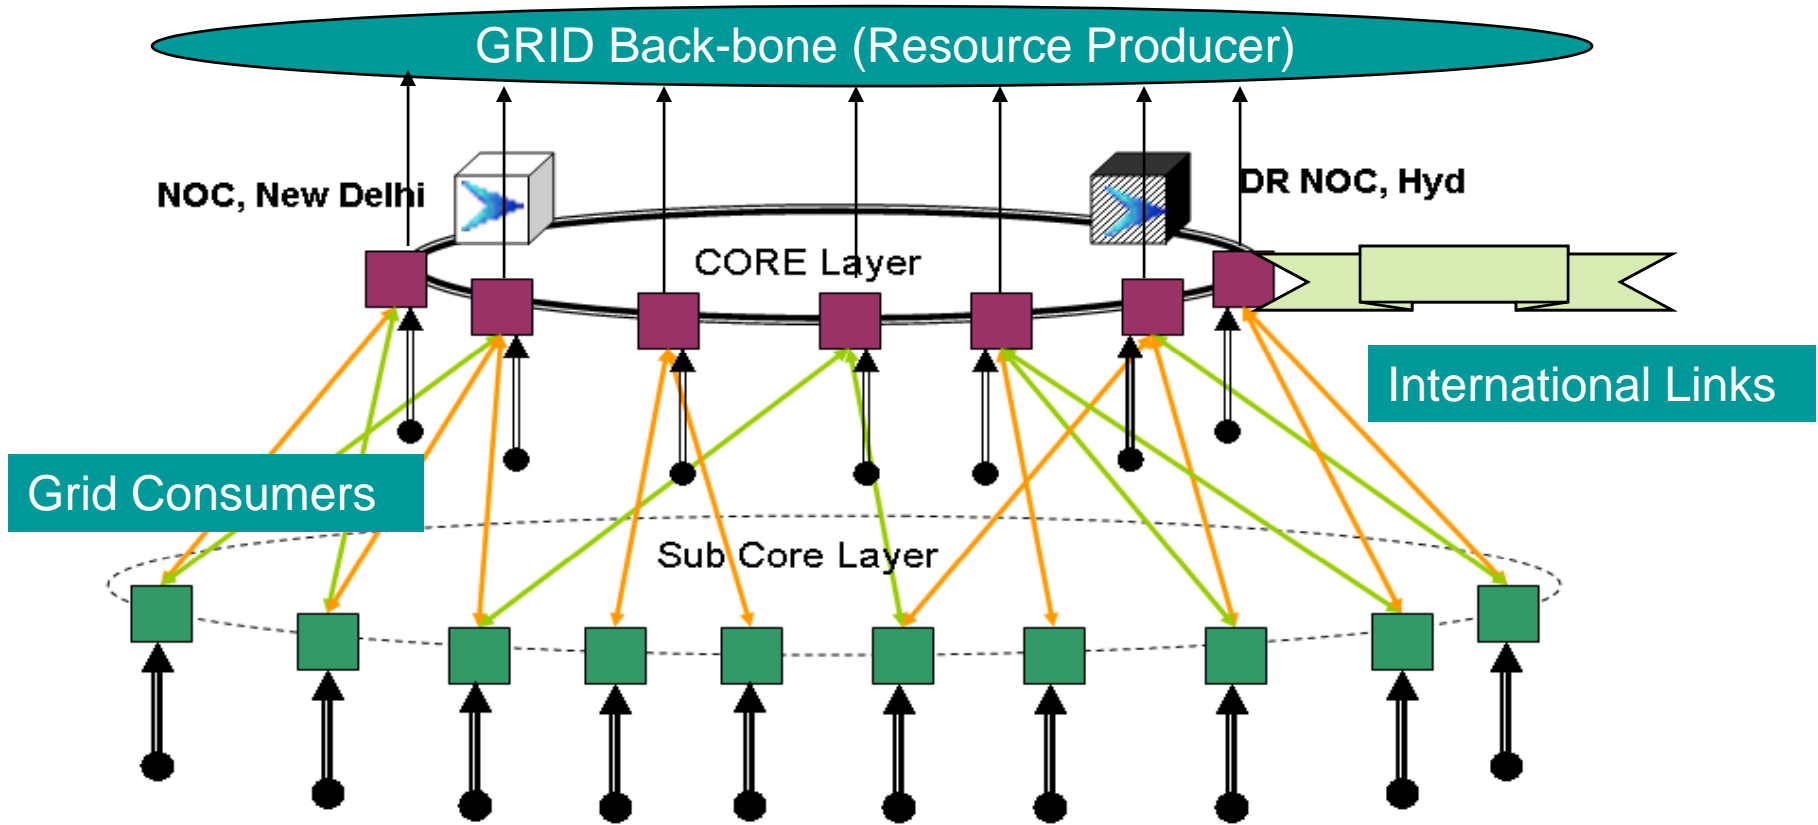 GRID Back-bone (Resource Producer)
NOC, New Delhi
DR NOC, Hyd
CORE Layer
International Links
Grid Consumers
Sub Core Layer